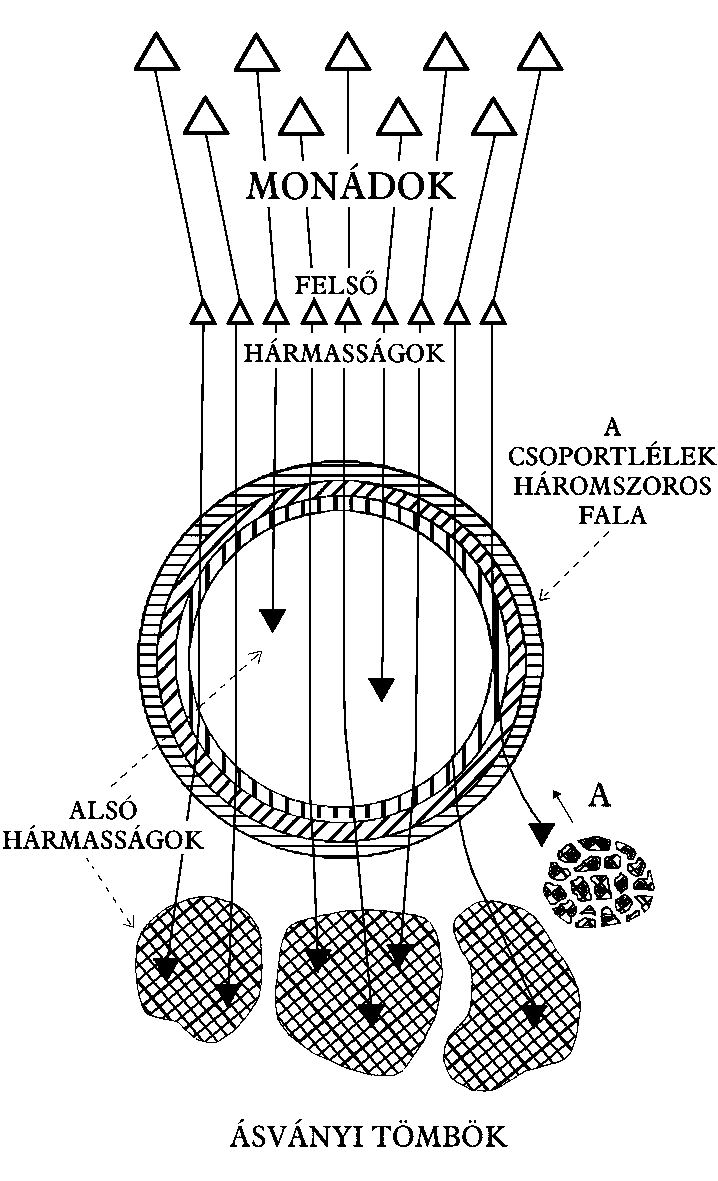 MONÁDOK
FELSŐ
HÁRMASSÁGOK
A
CSOPORTLÉLEK
HÁROMSZOROS
FALA
ALSÓ
HÁRMASSÁGOK
A
ÁSVÁNYI TÖMBÖK